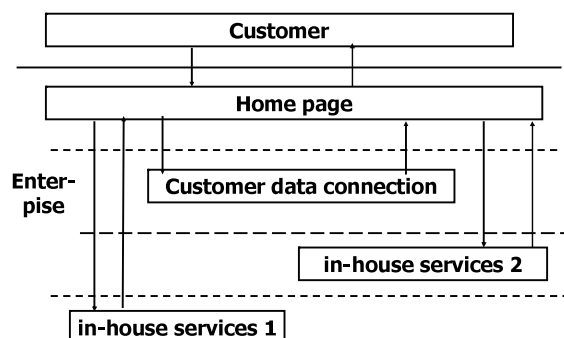 Customer
Home page
Enter-
pise
Customer data connection
in-house services 2
in-house services 1